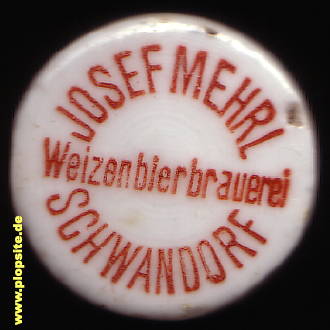 JOSEF MEHRL
Weizenbierbrauerei
SCHWANDORF
www.plopsite.de